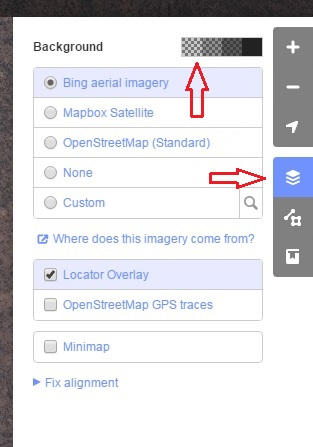 Background
Bing aerial imagery
Mapbox Satellite
OpenStreetMap (Standard)
None
Custom
Where does this imagery come from?
Locator Overlay
OpenStreetMap GPS traces
Minimap
Fix alignment